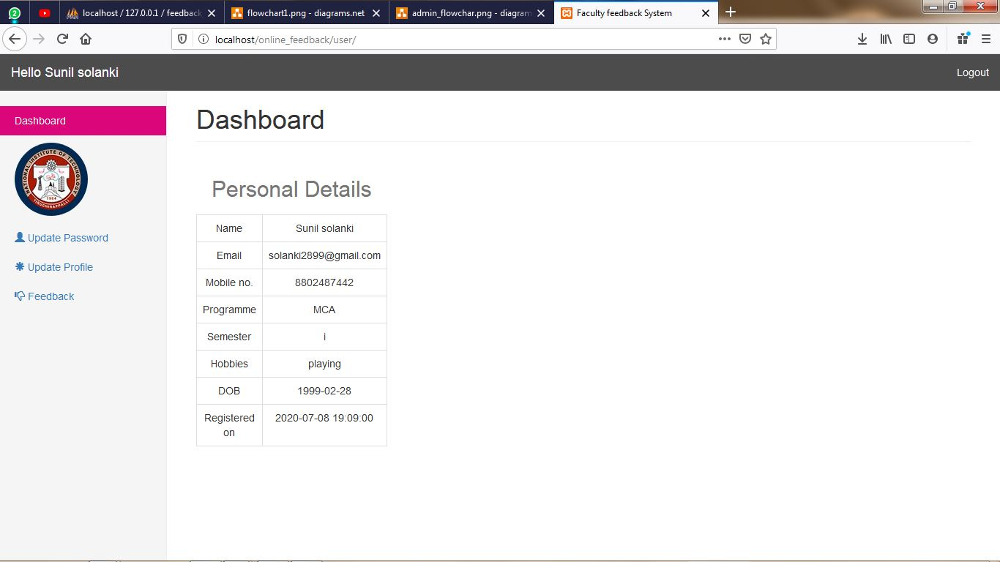 2
localhost / 127.0.0.1 / feedback
flowchart1.png - diagrams.net
admin_flowchar.png - diagram
Faculty feedback System
localhost/online_feedback/user/
Hello Sunil solanki
Logout
Dashboard
NATIONAL INSTITUTE OF TECHNOLOGY
1964
TIRUCHIRAPPALLI
Update Password
Update Profile
Feedback
Dashboard
Personal Details
Name Sunil solanki
Email solanki2899@gmail.com
Mobile no. 8802487442
Programme MCA
Semester i
Hobbies playing
DOB 1999-02-28
Registered 2020-07-08 19:09:00
on